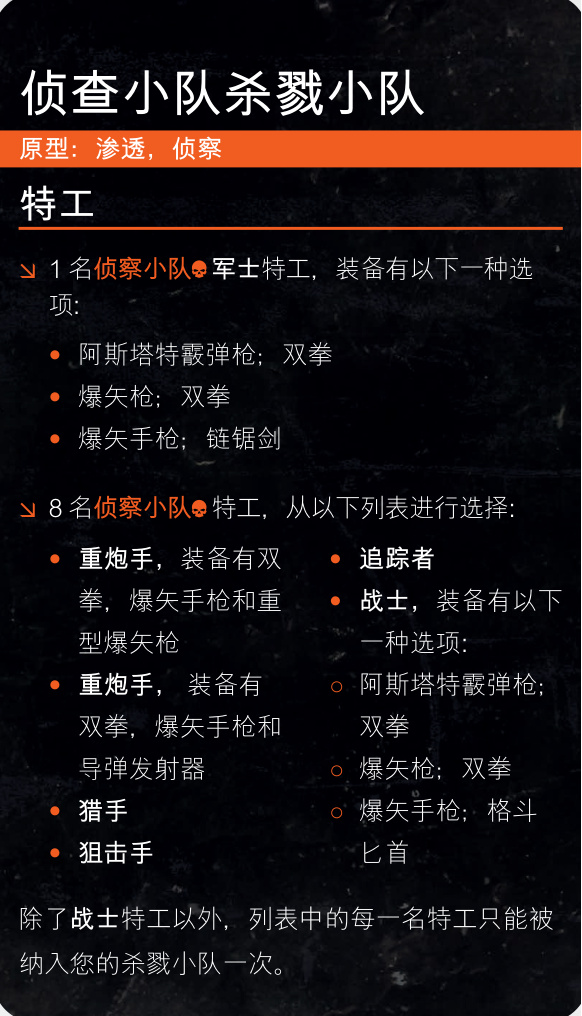 侦查小队杀戮小队
原型：渗透，侦察
特工
1 名侦察小队军士特工，装备有以下一种选
项:
阿斯塔特霰弹枪；双拳
爆矢枪；双拳
爆矢手枪；链锯剑
8 名侦察小队特工，从以下列表进行选择:
重炮手，装备有双
拳，爆矢手枪和重
型爆矢枪
重炮手， 装备有
双拳，爆矢手枪和
导弹发射器
猎手
狙击手
追踪者
战士，装备有以下
一种选项:
阿斯塔特霰弹枪；
双拳
爆矢枪；双拳
爆矢手枪；格斗
匕首
除了战士特工以外，列表中的每一名特工只能被
纳入您的杀戮小队一次。